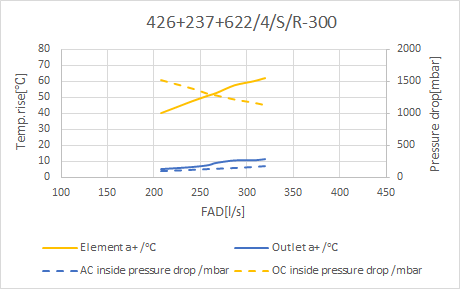 426+237+622/4/S/R-300
80
70
60
50
40
30
20
10
0
Temp.rise[°C]
2000
1500
1000
500
0
Pressure drop[mbar]
100 150 200 250 300 350 400 450
FAD[l/s]
Element a+ /°C Outlet a+ /°C
AC inside pressure drop /mbar OC inside pressure drop /mbar